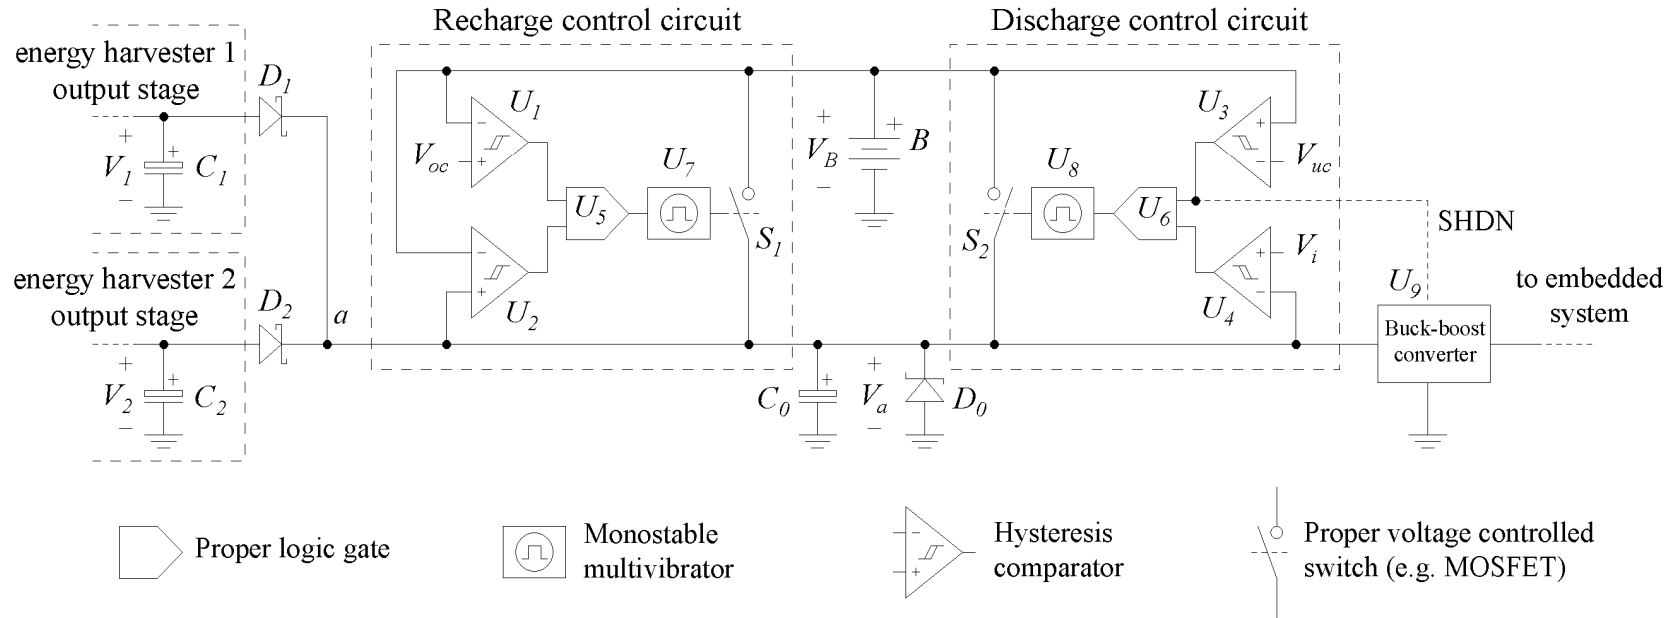 Recharge control circuit
Discharge control circuit
energy harvester 1
output stage
D1
+
V1
−
+
C1
energy harvester 2
output stage
D2
a
+
V2
−
+
C2
U1
−
+
Voc
U2
−
+
U5
U7
S1
+
VB
−
+
B
C0
+
+
Va
−
D0
S2
U8
U6
U3
+
−
Vuc
Vi
+
−
U4
SHDN
U9
Buck-boost
converter
to embedded
system
Proper logic gate
Monostable
multivibrator
−
+
Hysteresis
comparator
Proper voltage controlled
switch (e.g. MOSFET)